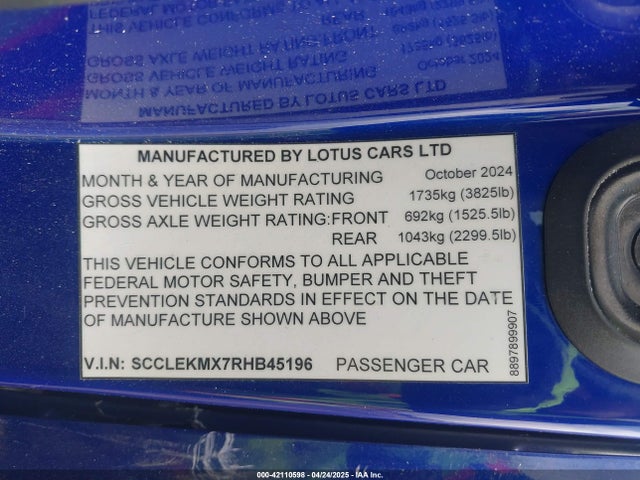 MANUFACTURED BY LOTUS CARS LTD
MONTH & YEAR OF MANUFACTURING October 2024
GROSS VEHICLE WEIGHT RATING 1735kg (3825lb)
GROSS AXLE WEIGHT RATING:FRONT 692kg (1525.5lb)
REAR 1043kg (2299.5lb)
THIS VEHICLE CONFORMS TO ALL APPLICABLE
FEDERAL MOTOR SAFETY, BUMPER AND THEFT
PREVENTION STANDARDS IN EFFECT ON THE DATE
OF MANUFACTURE SHOWN ABOVE
V.I.N: SCCLEKMX7RHB45196 PASSENGER CAR
8897899907
000-42110598 - 04/24/2025 - IAAI.COM